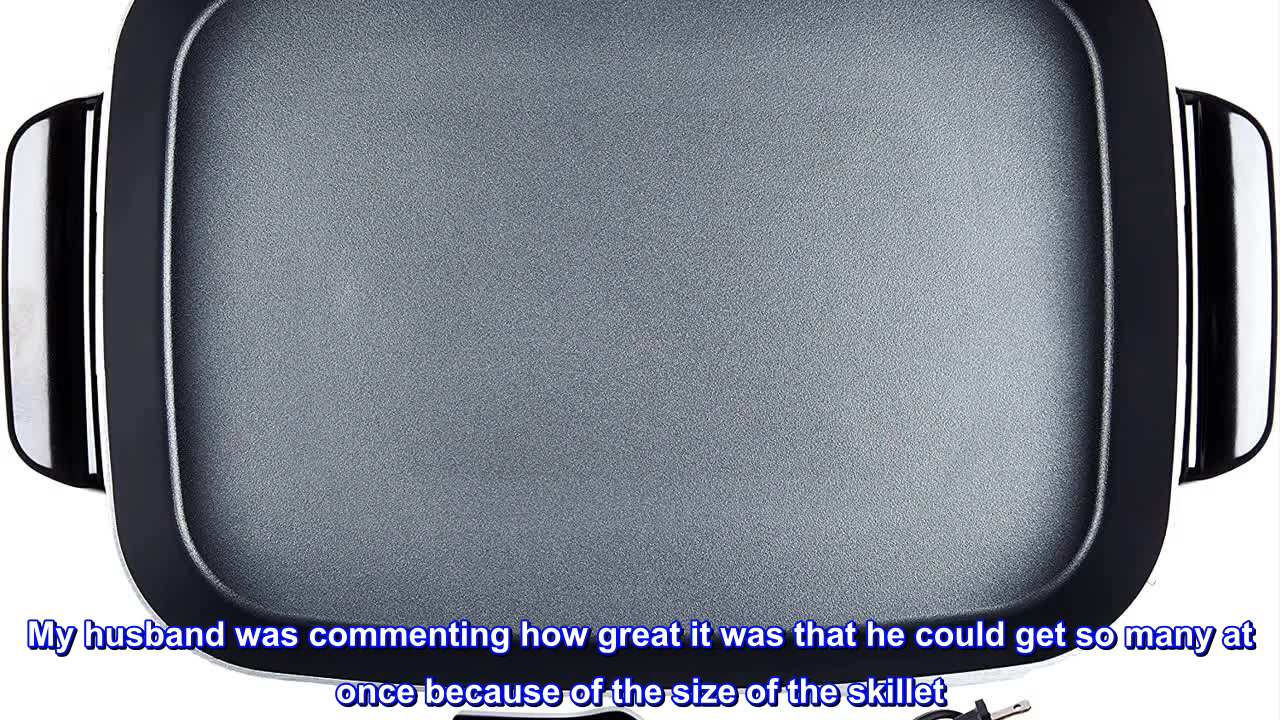 My husband was commenting how great it was that he could get so many at
once because of the size of the skillet